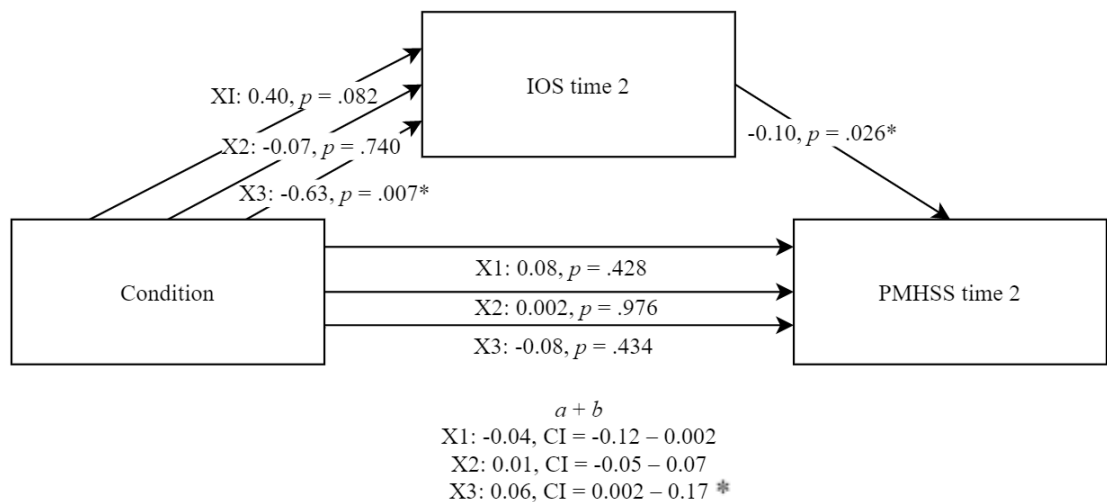 IOS time 2
XI: 0.40, p = .082
X2: -0.07, p = .740
X3: -0.63, p = .007*
-0.10, p = .026*
Condition
X1: 0.08, p = .428
X2: 0.002, p = .976
X3: -0.08, p = .434
PMHSS time 2
a + b
X1: -0.04, CI = -0.12 – 0.002
X2: 0.01, CI = -0.05 – 0.07
X3: 0.06, CI = 0.002 – 0.17 *